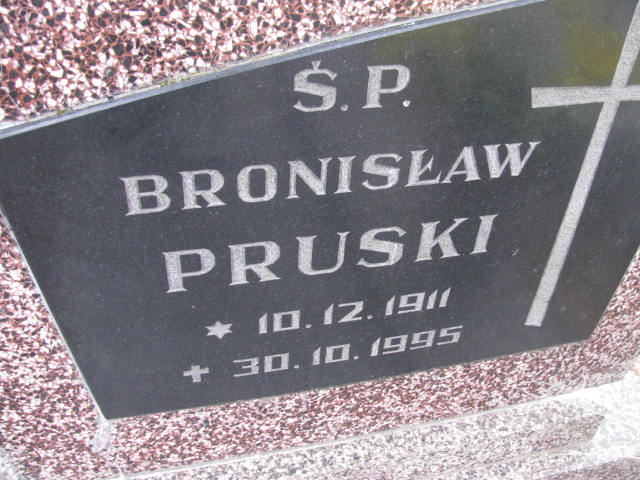 Ś.P.
BRONISŁAW
PRUSKI
* 10.12.1911
+ 30.10.1995